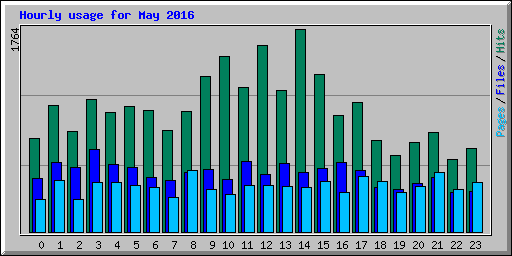 Hourly usage for May 2016
1764
Pages / Files / Hits
0 1 2 3 4 5 6 7 8 9 10 11 12 13 14 15 16 17 18 19 20 21 22 23